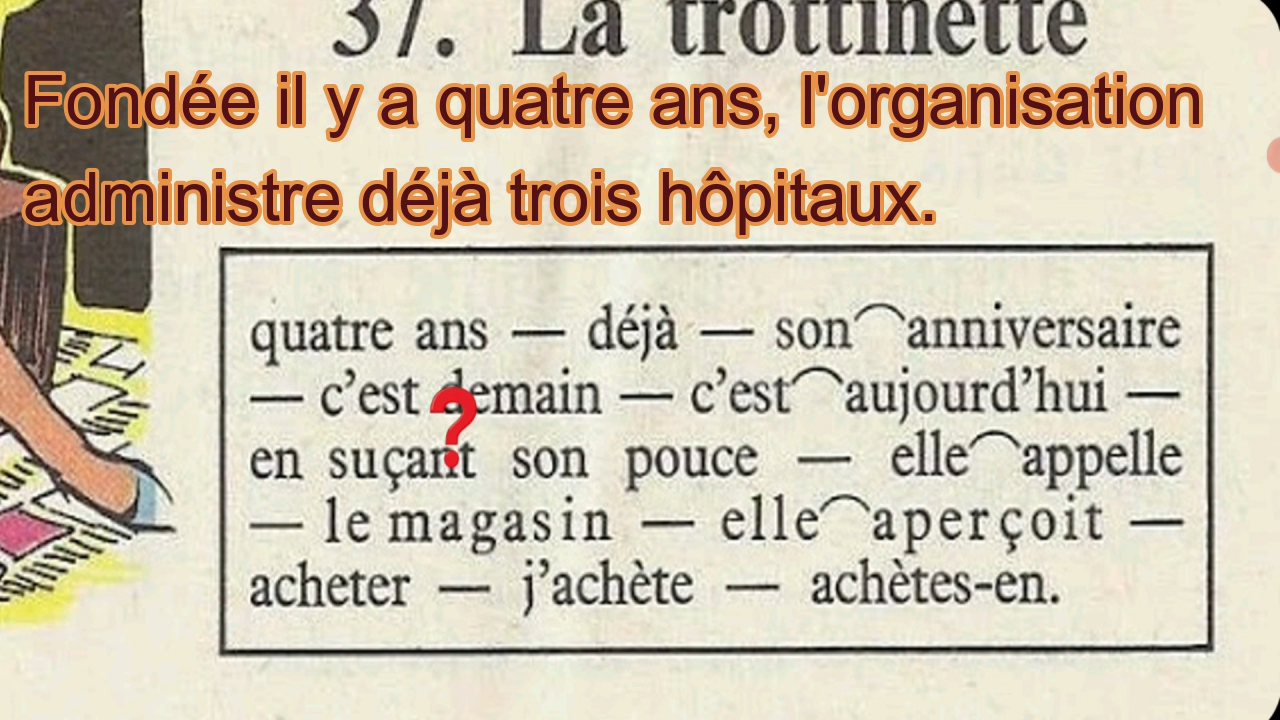 37. La trottinette
Fondée il y a quatre ans, l'organisation
administre déjà trois hôpitaux.
quatre ans — déjà — son anniversaire
— c'est demain — c'est aujourd'hui —
?
en suçant son pouce — elle appelle
— le magasin — elle aperçoit —
acheter — j'achète — achètes-en.